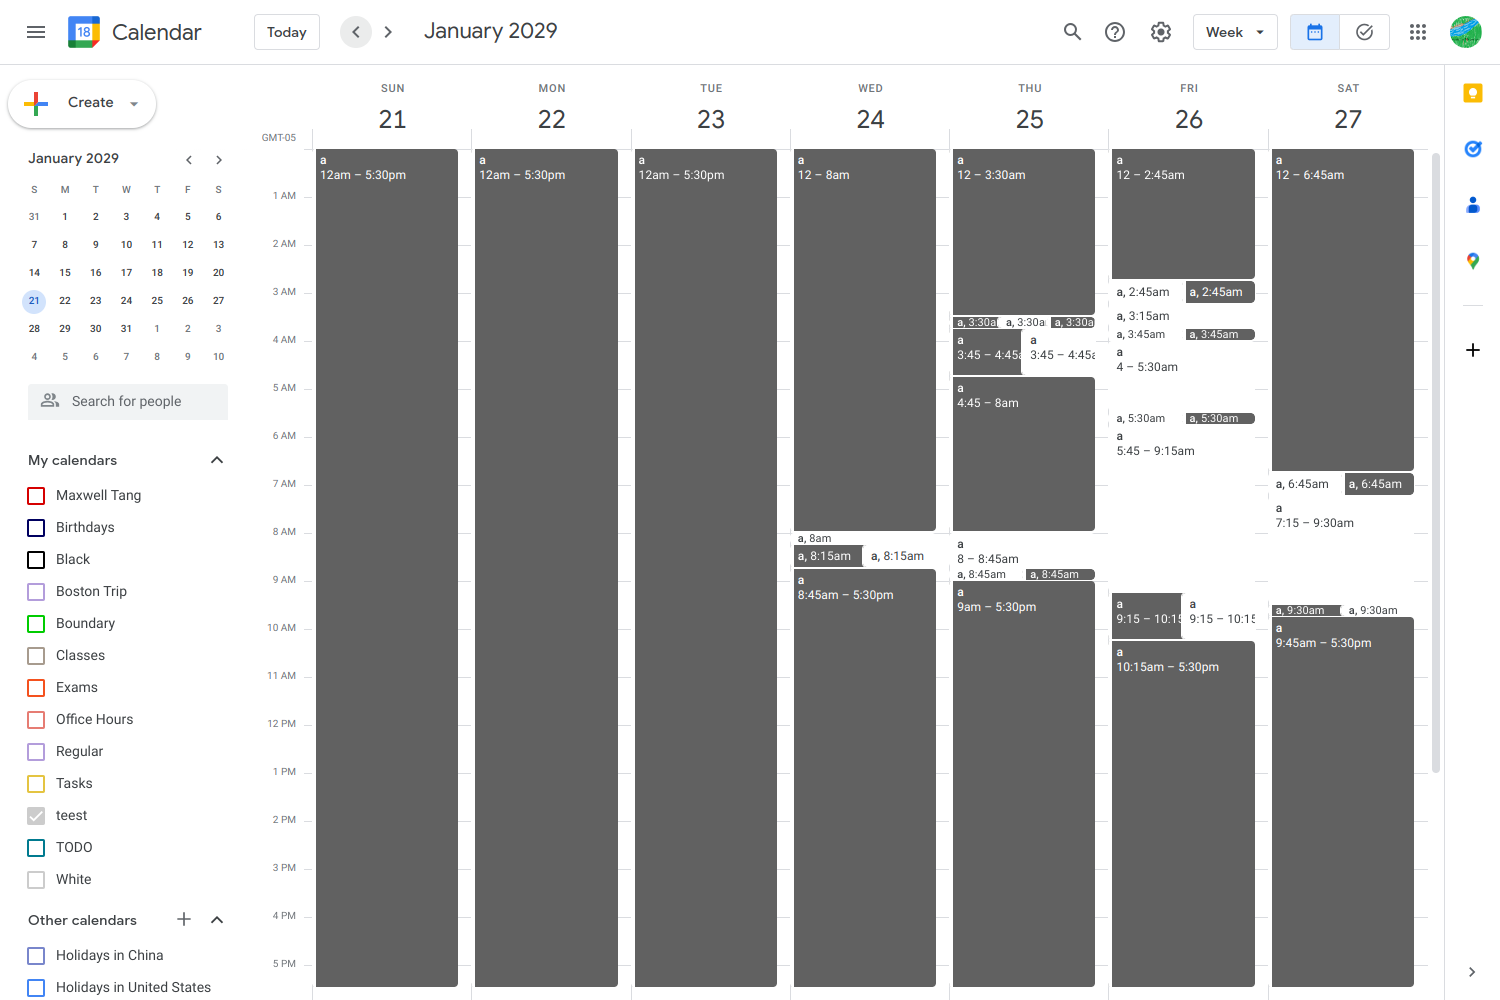 18 Calendar Today January 2029 Week
Create
January 2029
S M T W T F S
31 1 2 3 4 5 6
7 8 9 10 11 12 13
14 15 16 17 18 19 20
21 22 23 24 25 26 27
28 29 30 31 1 2 3
4 5 6 7 8 9 10
Search for people
My calendars
Maxwell Tang
Birthdays
Black
Boston Trip
Boundary
Classes
Exams
Office Hours
Regular
Tasks
teest
TODO
White
Other calendars
Holidays in China
Holidays in United States
GMT-05
1 AM
2 AM
3 AM
4 AM
5 AM
6 AM
7 AM
8 AM
9 AM
10 AM
11 AM
12 PM
1 PM
2 PM
3 PM
4 PM
5 PM
SUN
21
a
12am – 5:30pm
MON
22
a
12am – 5:30pm
TUE
23
a
12am – 5:30pm
WED
24
a
12 – 8am
a, 8am
a, 8:15am
a, 8:15am
a
8:45am – 5:30pm
THU
25
a
12 – 3:30am
a, 3:30a
a, 3:30a
a, 3:30a
a
3:45 – 4:45a
a
3:45 – 4:45a
a
4:45 – 8am
a
8 – 8:45am
a, 8:45am
a, 8:45am
a
9am – 5:30pm
FRI
26
a
12 – 2:45am
a, 2:45am
a, 2:45am
a, 3:15am
a, 3:45am
a, 3:45am
a
4 – 5:30am
a, 5:30am
a, 5:30am
a
5:45 – 9:15am
a
9:15 – 10:15
a
9:15 – 10:15
a
10:15am – 5:30pm
SAT
27
a
12 – 6:45am
a, 6:45am
a, 6:45am
a
7:15 – 9:30am
a, 9:30am
a, 9:30am
a
9:45am – 5:30pm